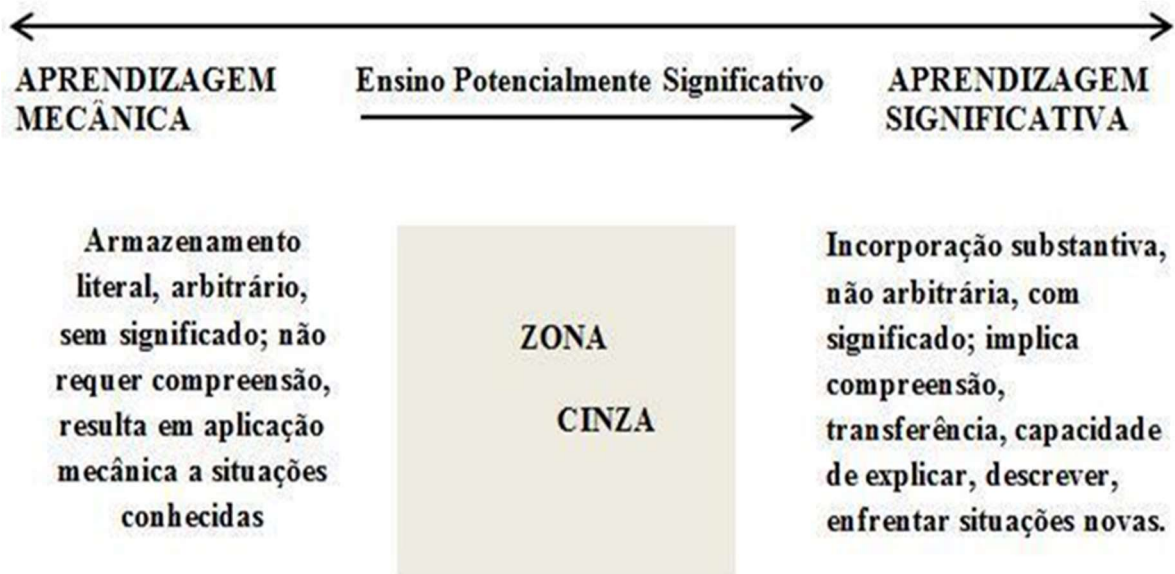 APRENDIZAGEM
MECÂNICA
Ensino Potencialmente Significativo
APRENDIZAGEM
SIGNIFICATIVA
Armazenamento
literal, arbitrário,
sem significado; não
requer compreensão,
resulta em aplicação
mecânica a situações
conhecidas
ZONA
CINZA
Incorporação substantiva,
não arbitrária, com
significado; implica
compreensão,
transferência, capacidade
de explicar, descrever,
enfrentar situações novas.